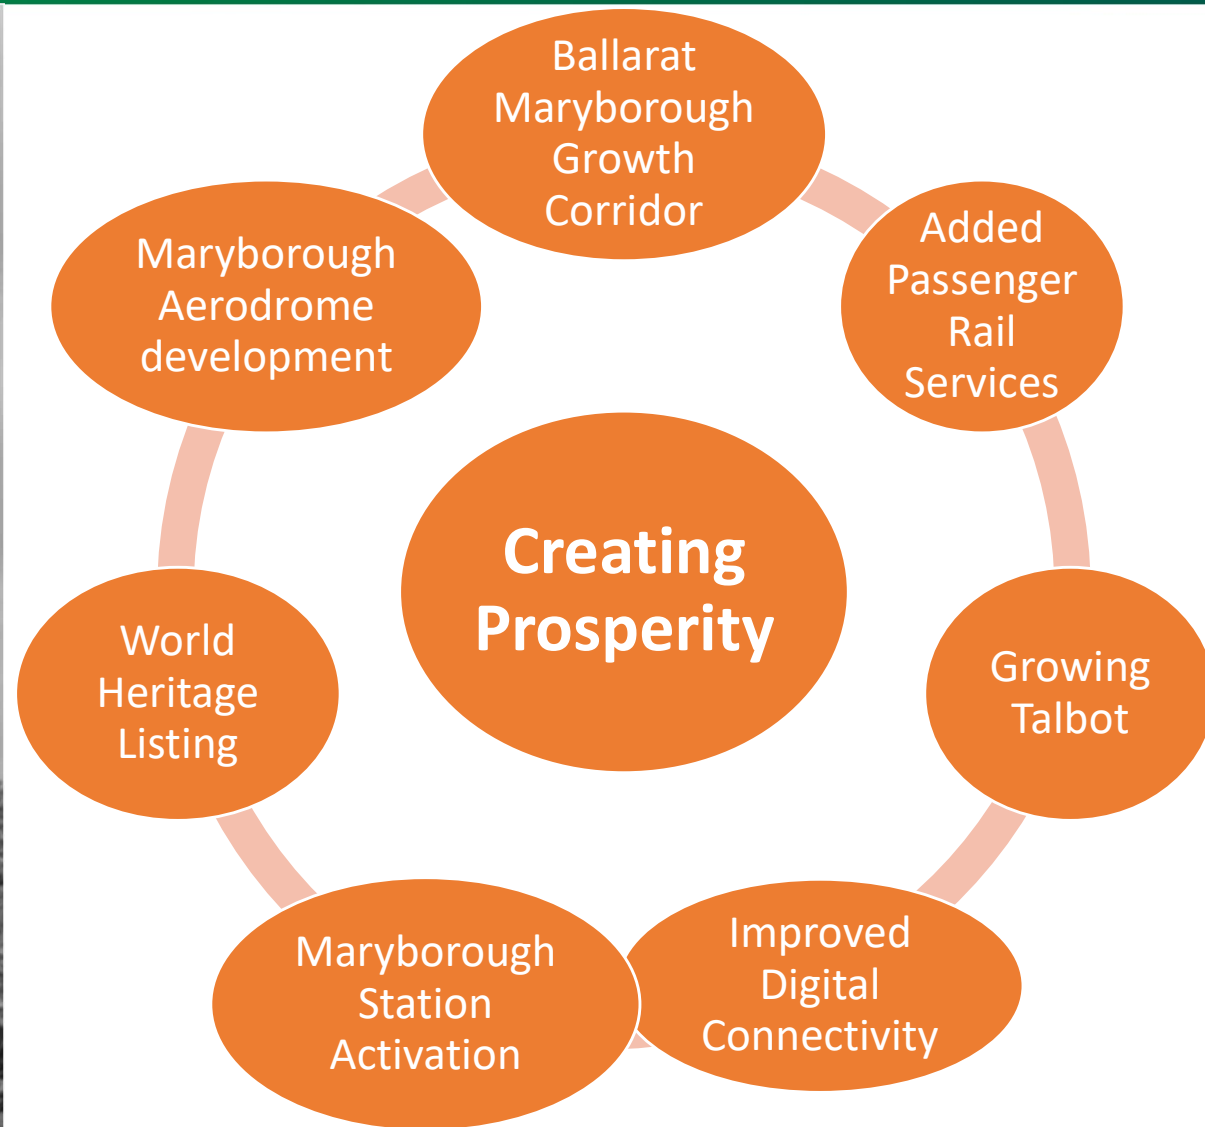 Ballarat
Maryborough
Growth
Corridor
Added
Passenger
Rail
Services
Growing
Talbot
Improved
Digital
Connectivity
Maryborough
Station
Activation
World
Heritage
Listing
Maryborough
Aerodrome
development
Creating
Prosperity